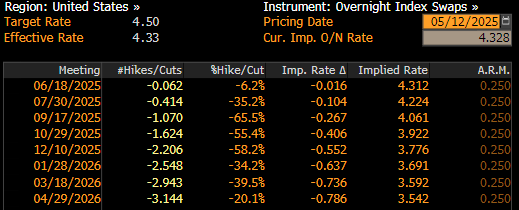 Region: United States » Instrument: Overnight Index Swaps »
Target Rate 4.50 Pricing Date 05/12/2025
Effective Rate 4.33 Cur. Imp. O/N Rate 4.328
Meeting #Hikes/Cuts %Hike/Cut Imp. Rate Δ Implied Rate A.R.M.
06/18/2025 -0.062 -6.2% -0.016 4.312 0.250
07/30/2025 -0.414 -35.2% -0.104 4.224 0.250
09/17/2025 -1.070 -65.5% -0.267 4.061 0.250
10/29/2025 -1.624 -55.4% -0.406 3.922 0.250
12/10/2025 -2.206 -58.2% -0.552 3.776 0.250
01/28/2026 -2.548 -34.2% -0.637 3.691 0.250
03/18/2026 -2.943 -39.5% -0.736 3.592 0.250
04/29/2026 -3.144 -20.1% -0.786 3.542 0.250